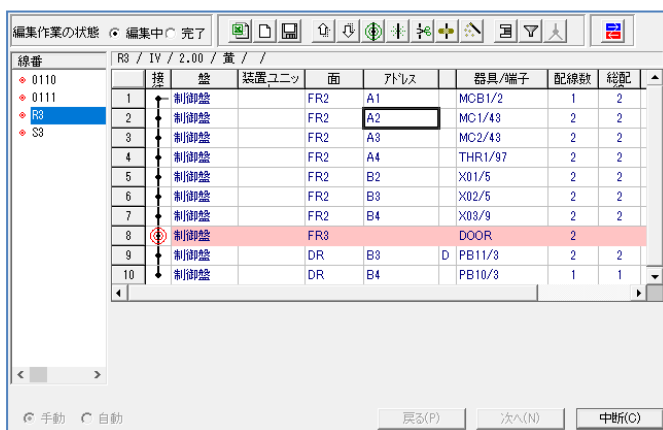 編集作業の状態 編集中 完了
線番
0110
0111
R3
S3
R3 / IV / 2.00 / 黄 / /
接 盤 装置ユニッ 面 アドレス 器具/端子 配線数 総配
1 制御盤 FR2 A1 MCB1/2 1 2
2 制御盤 FR2 A2 MC1/43 2 2
3 制御盤 FR2 A3 MC2/43 2 2
4 制御盤 FR2 A4 THR1/97 2 2
5 制御盤 FR2 B2 X01/5 2 2
6 制御盤 FR2 B3 X02/5 2 2
7 制御盤 FR2 B4 X03/9 2 2
8 制御盤 FR3 DOOR 2
9 制御盤 DR B3 D PB11/3 2 2
10 制御盤 DR B4 PB10/3 1 1
手動 自動 戻る(P) 次へ(N) 中断(C)